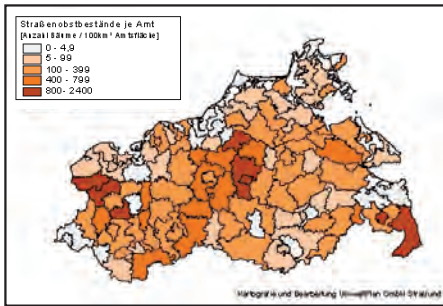 Straßenobstbestände je Amt
[Anzahl Bäume / 100km² Amtsfläche]
0 - 4,9
5 - 99
100 - 399
400 - 799
800- 2400
Kartografie und Bearbeitung UmweltPlan GmbH Stralsund